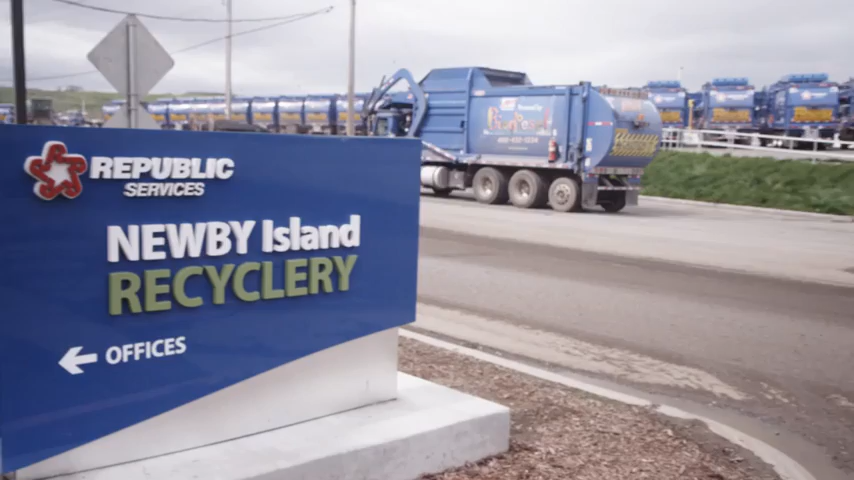 REPUBLIC
SERVICES
NEWBY Island
RECYCLERY
OFFICES